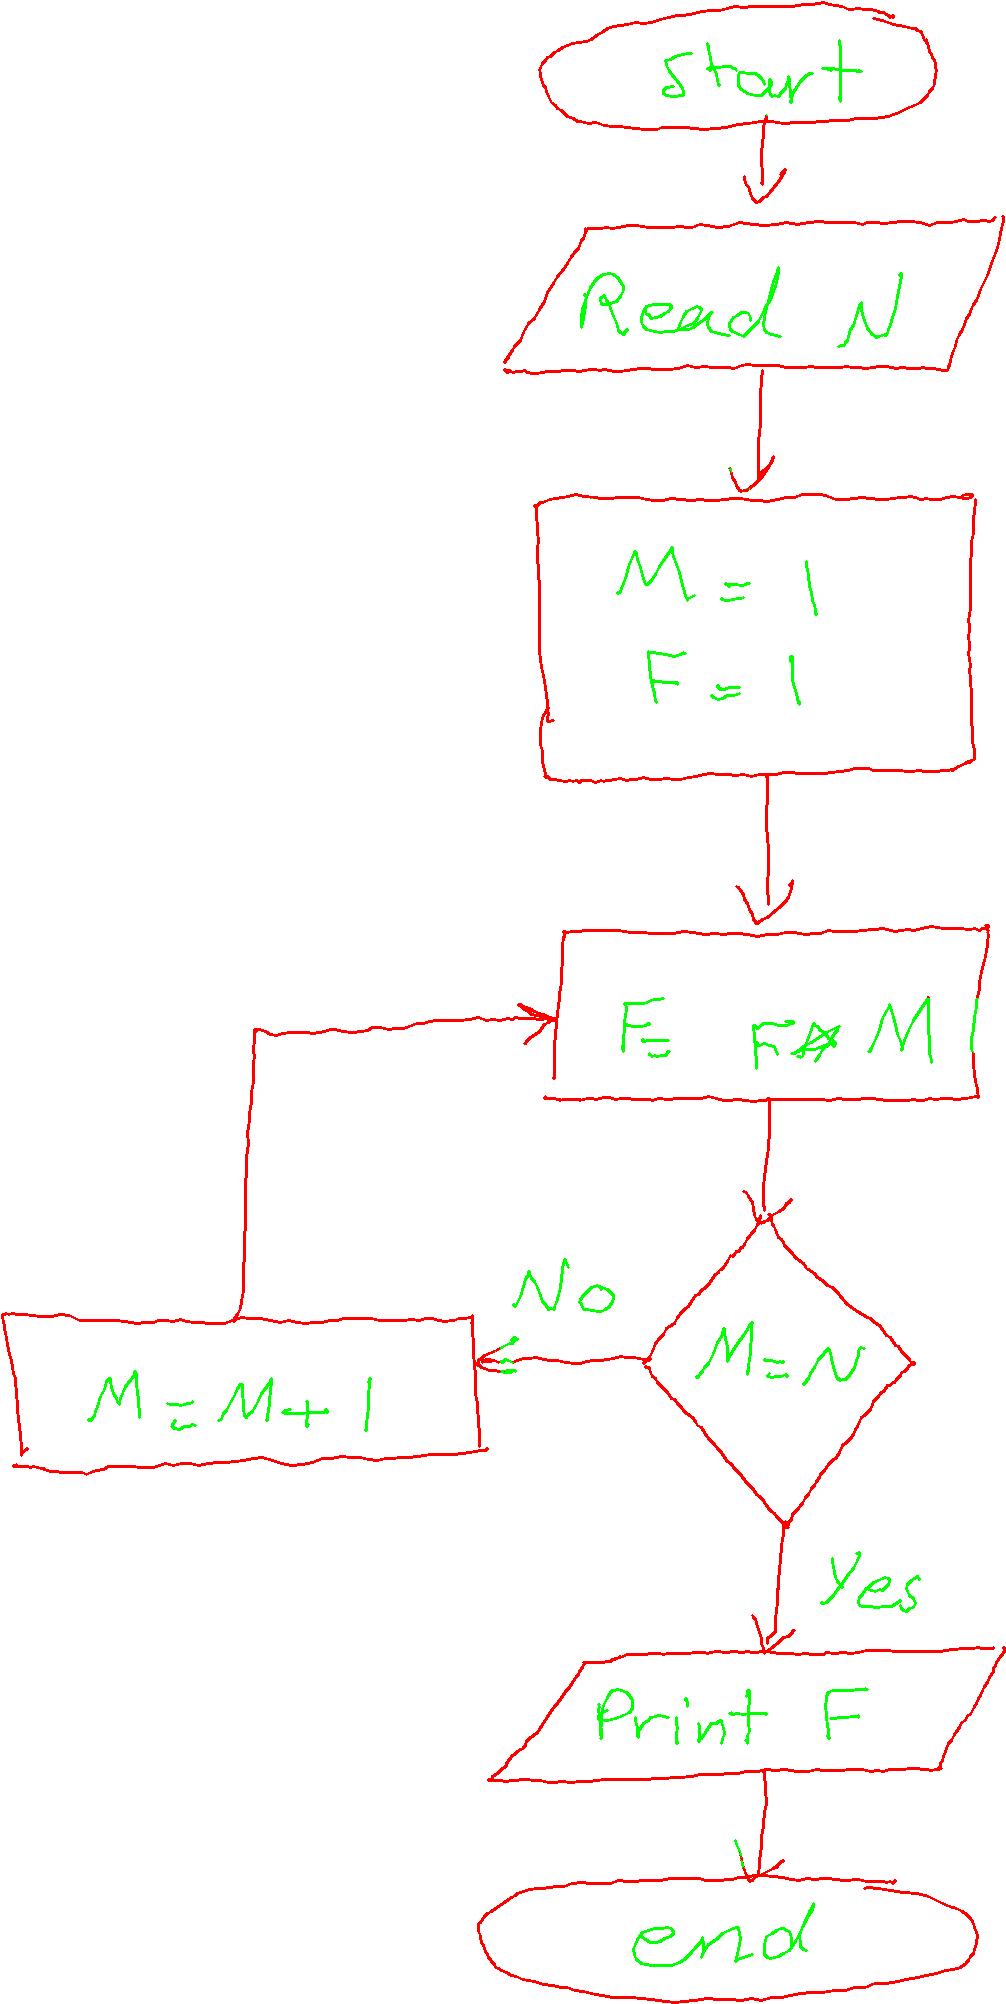 Start
Read N
M = 1
F = 1
F = F * M
No
M = N
M = M + 1
Yes
Print F
end